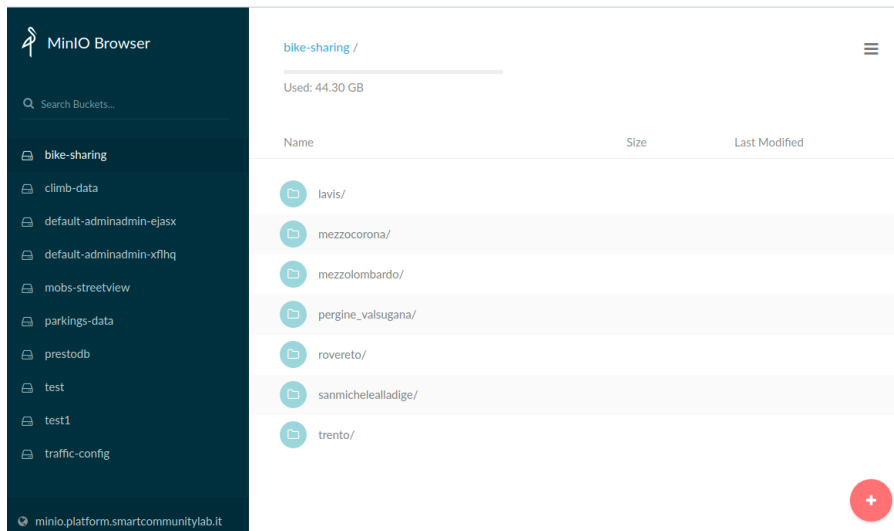 MinIO Browser
Search Buckets...
bike-sharing
climb-data
default-adminadmin-ejasx
default-adminadmin-xflhq
mobs-streetview
parkings-data
prestodb
test
test1
traffic-config
minio.platform.smartcommunitylab.it
bike-sharing /
Used: 44.30 GB
Name Size Last Modified
lavis/
mezzocorona/
mezzolombardo/
pergine_valsugana/
rovereto/
sanmichelealladige/
trento/